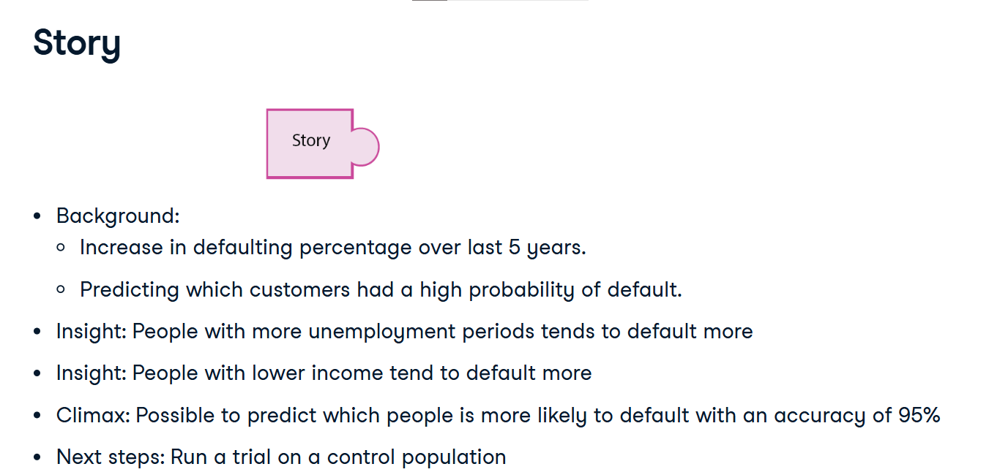 Story
Story
• Background:
○ Increase in defaulting percentage over last 5 years.
○ Predicting which customers had a high probability of default.
• Insight: People with more unemployment periods tends to default more
• Insight: People with lower income tend to default more
• Climax: Possible to predict which people is more likely to default with an accuracy of 95%
• Next steps: Run a trial on a control population